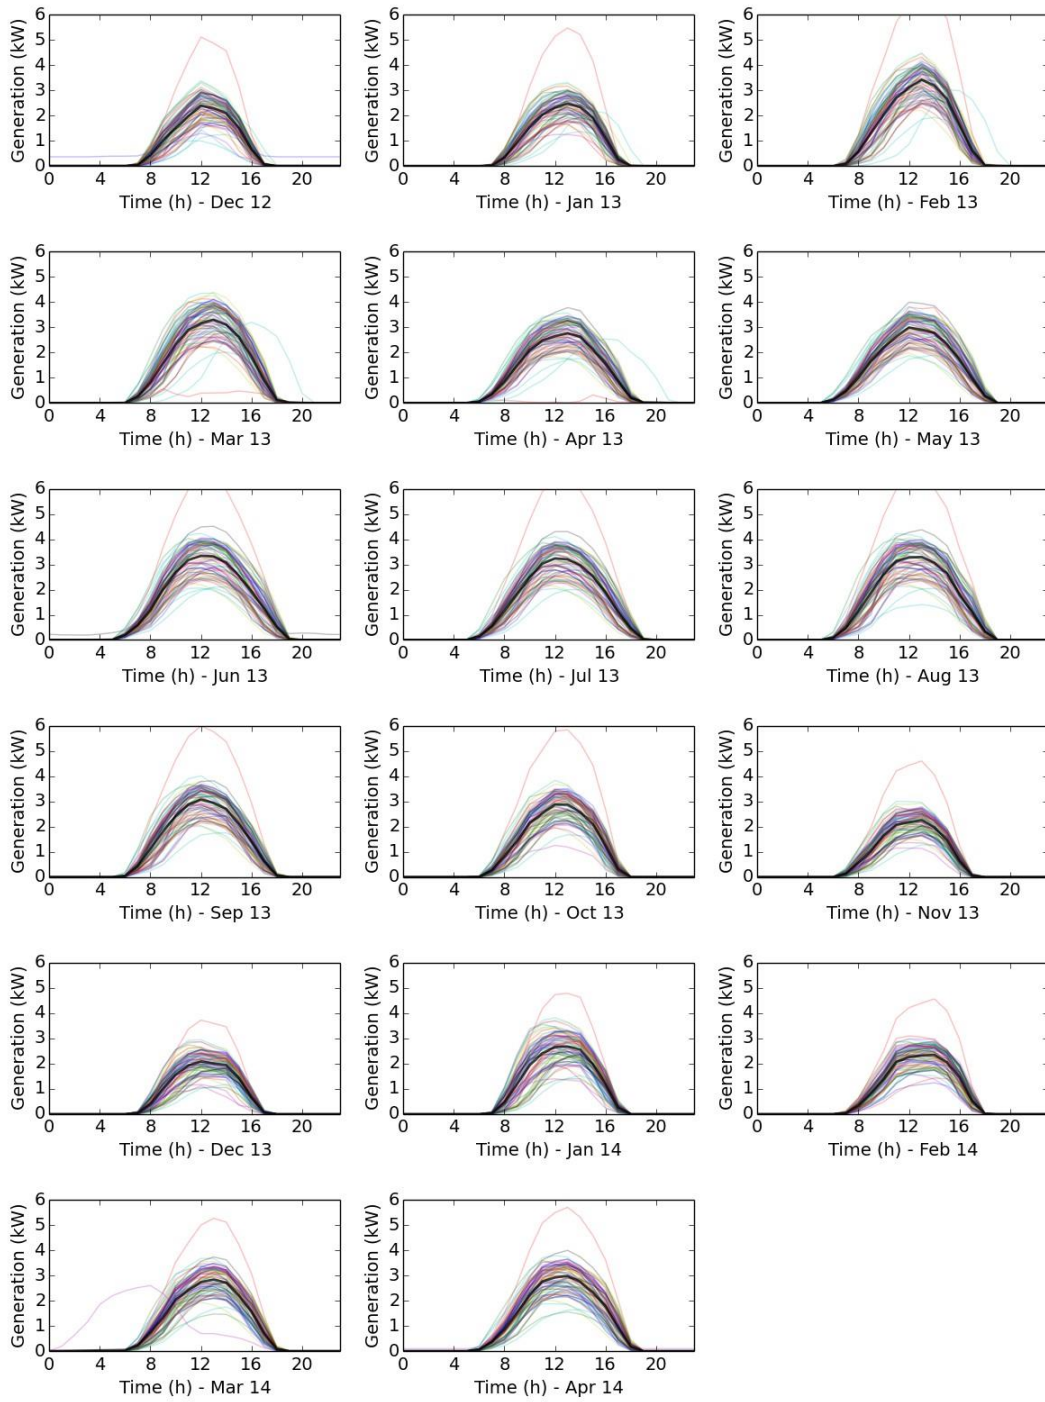 Generation (kW)
6
5
4
3
2
1
0
0 4 8 12 16 20
Time (h) - Dec 12
Generation (kW)
6
5
4
3
2
1
0
0 4 8 12 16 20
Time (h) - Jan 13
Generation (kW)
6
5
4
3
2
1
0
0 4 8 12 16 20
Time (h) - Feb 13
Generation (kW)
6
5
4
3
2
1
0
0 4 8 12 16 20
Time (h) - Mar 13
Generation (kW)
6
5
4
3
2
1
0
0 4 8 12 16 20
Time (h) - Apr 13
Generation (kW)
6
5
4
3
2
1
0
0 4 8 12 16 20
Time (h) - May 13
Generation (kW)
6
5
4
3
2
1
0
0 4 8 12 16 20
Time (h) - Jun 13
Generation (kW)
6
5
4
3
2
1
0
0 4 8 12 16 20
Time (h) - Jul 13
Generation (kW)
6
5
4
3
2
1
0
0 4 8 12 16 20
Time (h) - Aug 13
Generation (kW)
6
5
4
3
2
1
0
0 4 8 12 16 20
Time (h) - Sep 13
Generation (kW)
6
5
4
3
2
1
0
0 4 8 12 16 20
Time (h) - Oct 13
Generation (kW)
6
5
4
3
2
1
0
0 4 8 12 16 20
Time (h) - Nov 13
Generation (kW)
6
5
4
3
2
1
0
0 4 8 12 16 20
Time (h) - Dec 13
Generation (kW)
6
5
4
3
2
1
0
0 4 8 12 16 20
Time (h) - Jan 14
Generation (kW)
6
5
4
3
2
1
0
0 4 8 12 16 20
Time (h) - Feb 14
Generation (kW)
6
5
4
3
2
1
0
0 4 8 12 16 20
Time (h) - Mar 14
Generation (kW)
6
5
4
3
2
1
0
0 4 8 12 16 20
Time (h) - Apr 14